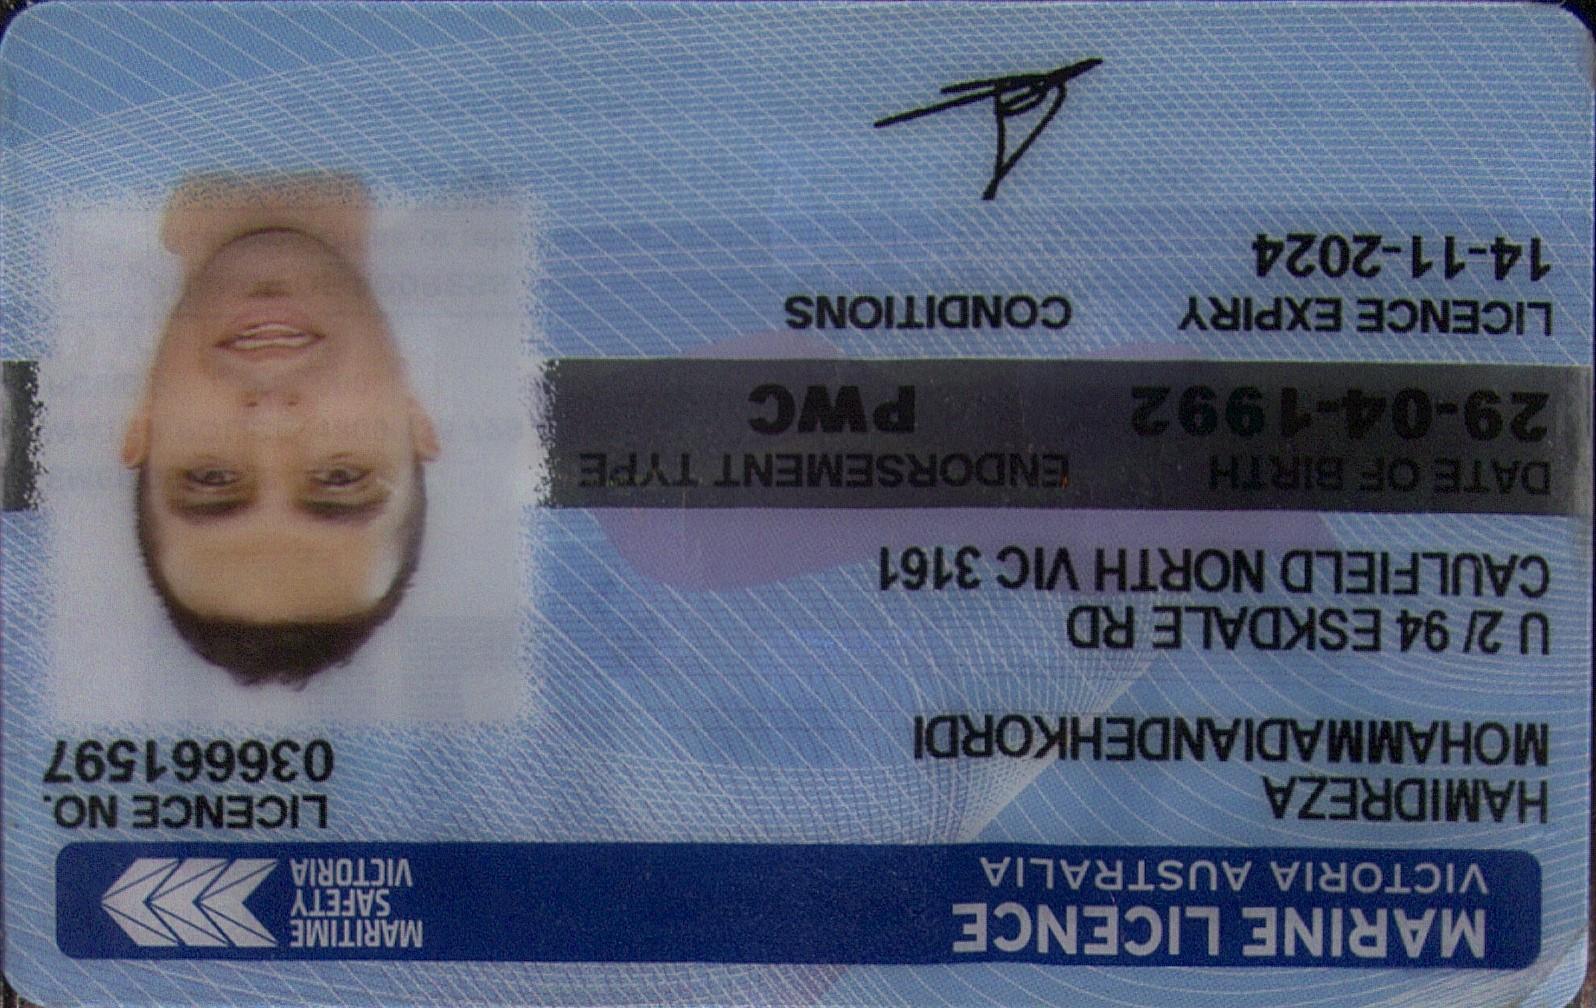 MARINE LICENCE
VICTORIA AUSTRALIA
MARITIME
SAFETY
VICTORIA
HAMIDREZA
MOHAMMADIANDEHKORDI
LICENCE NO.
036661597
U 2/ 94 ESKDALE RD
CAULFIELD NORTH VIC 3161
DATE OF BIRTH
29-04-1992
ENDORSEMENT TYPE
PWC
LICENCE EXPIRY
14-11-2024
CONDITIONS